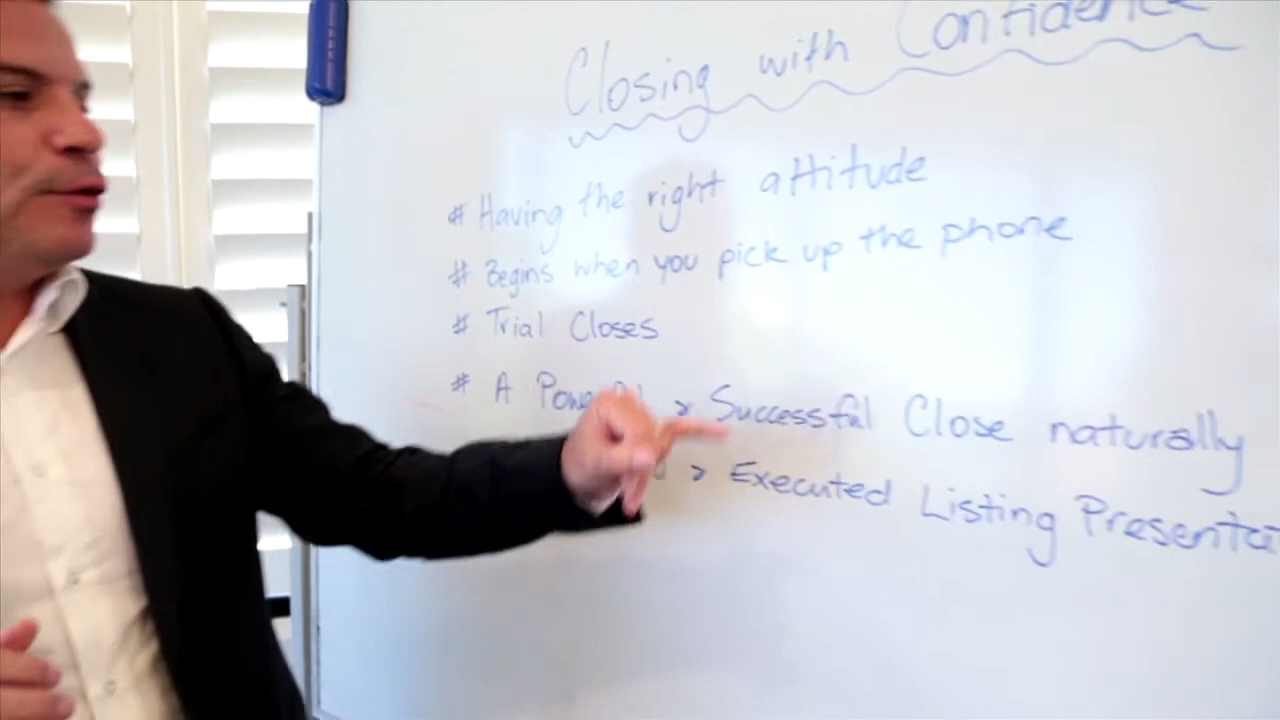 Closing with Confidence
# Having the right attitude
# Begins when you pick up the phone
# Trial Closes
# A > Successful Close naturally
> Executed Listing